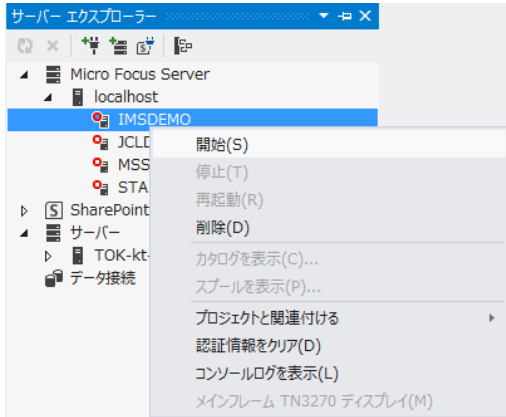 サーバー エクスプローラー
Micro Focus Server
localhost
IMSDEMO
JCLD
MSS
STA
SharePoint
サーバー
TOK-kt-
データ接続
開始(S)
停止(T)
再起動(R)
削除(D)
カタログを表示(C)...
スプールを表示(P)...
プロジェクトと関連付ける
認証情報をクリア(D)
コンソールログを表示(L)
メインフレーム TN3270 ディスプレイ(M)